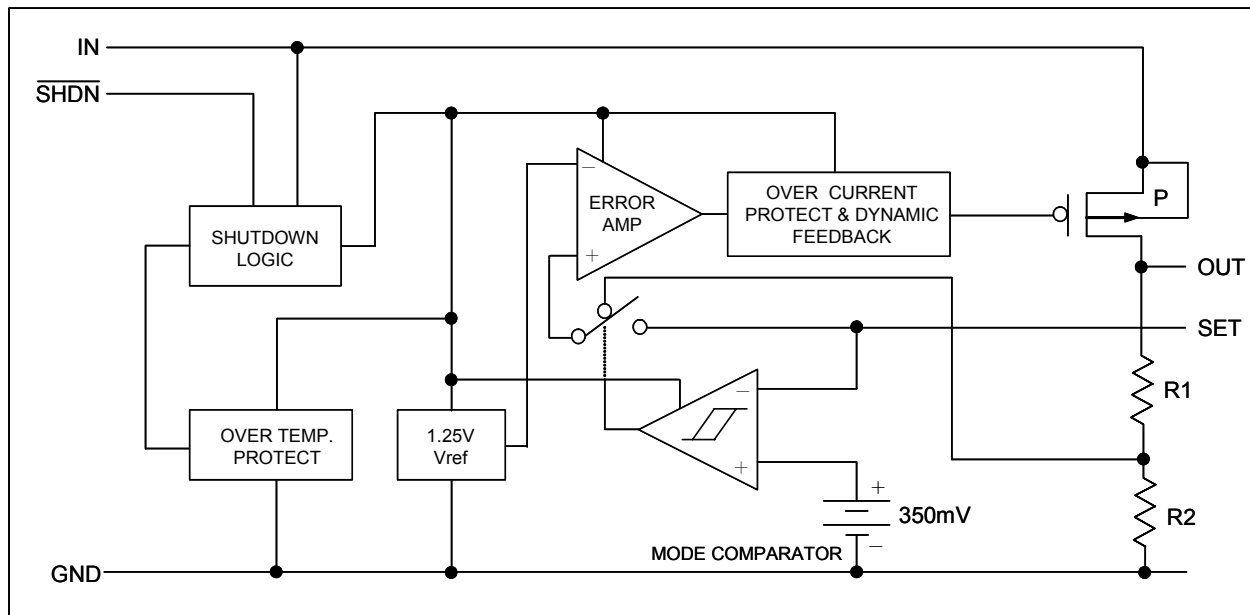 IN
SHDN
−
ERROR
AMP
+
OVER CURRENT
PROTECT & DYNAMIC
FEEDBACK
P
SHUTDOWN
LOGIC
OUT
SET
−
R1
OVER TEMP.
PROTECT
1.25V
Vref
+
+
350mV
−
R2
MODE COMPARATOR
GND